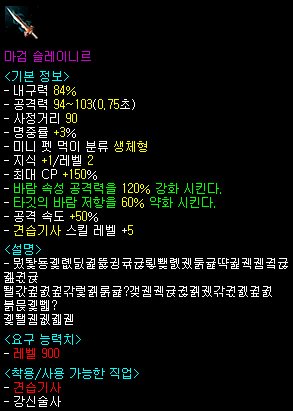 마검 슬레이니르
<기본 정보>
- 내구력 84%
- 공격력 94~103(0.75초)
- 사정거리 90
- 명중률 +3%
- 미니 펫 먹이 분류 생체형
- 지식 +1/레벨 2
- 최대 CP +150%
- 바람 속성 공격력을 120% 강화 시킨다.
- 타깃의 바람 저항을 60% 약화 시킨다.
- 공격 속도 +50%
- 견습기사 스킬 레벨 +5
<설명>
<요구 능력치>
- 레벨 900
<착용/사용 가능한 직업>
- 견습기사
- 강신술사